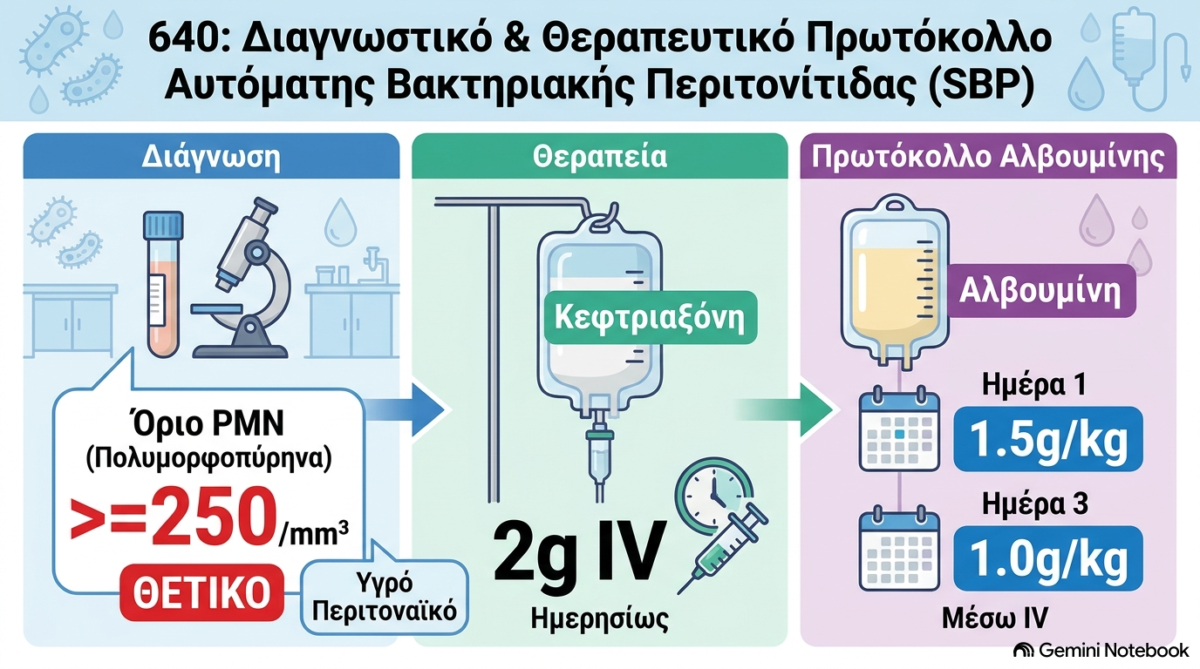 640: Διαγνωστικό & Θεραπευτικό Πρωτόκολλο
Αυτόματης Βακτηριακής Περιτονίτιδας (SBP)
Διάγνωση
Όριο PMN
(Πολυμορφοπύρηνα)
>=250/mm³
ΘΕΤΙΚΟ
Υγρό
Περιτοναϊκό
Θεραπεία
Κεφτριαξόνη
2g IV
Ημερησίως
Πρωτόκολλο Αλβουμίνης
Αλβουμίνη
Ημέρα 1
1.5g/kg
Ημέρα 3
1.0g/kg
Μέσω IV
Gemini Notebook